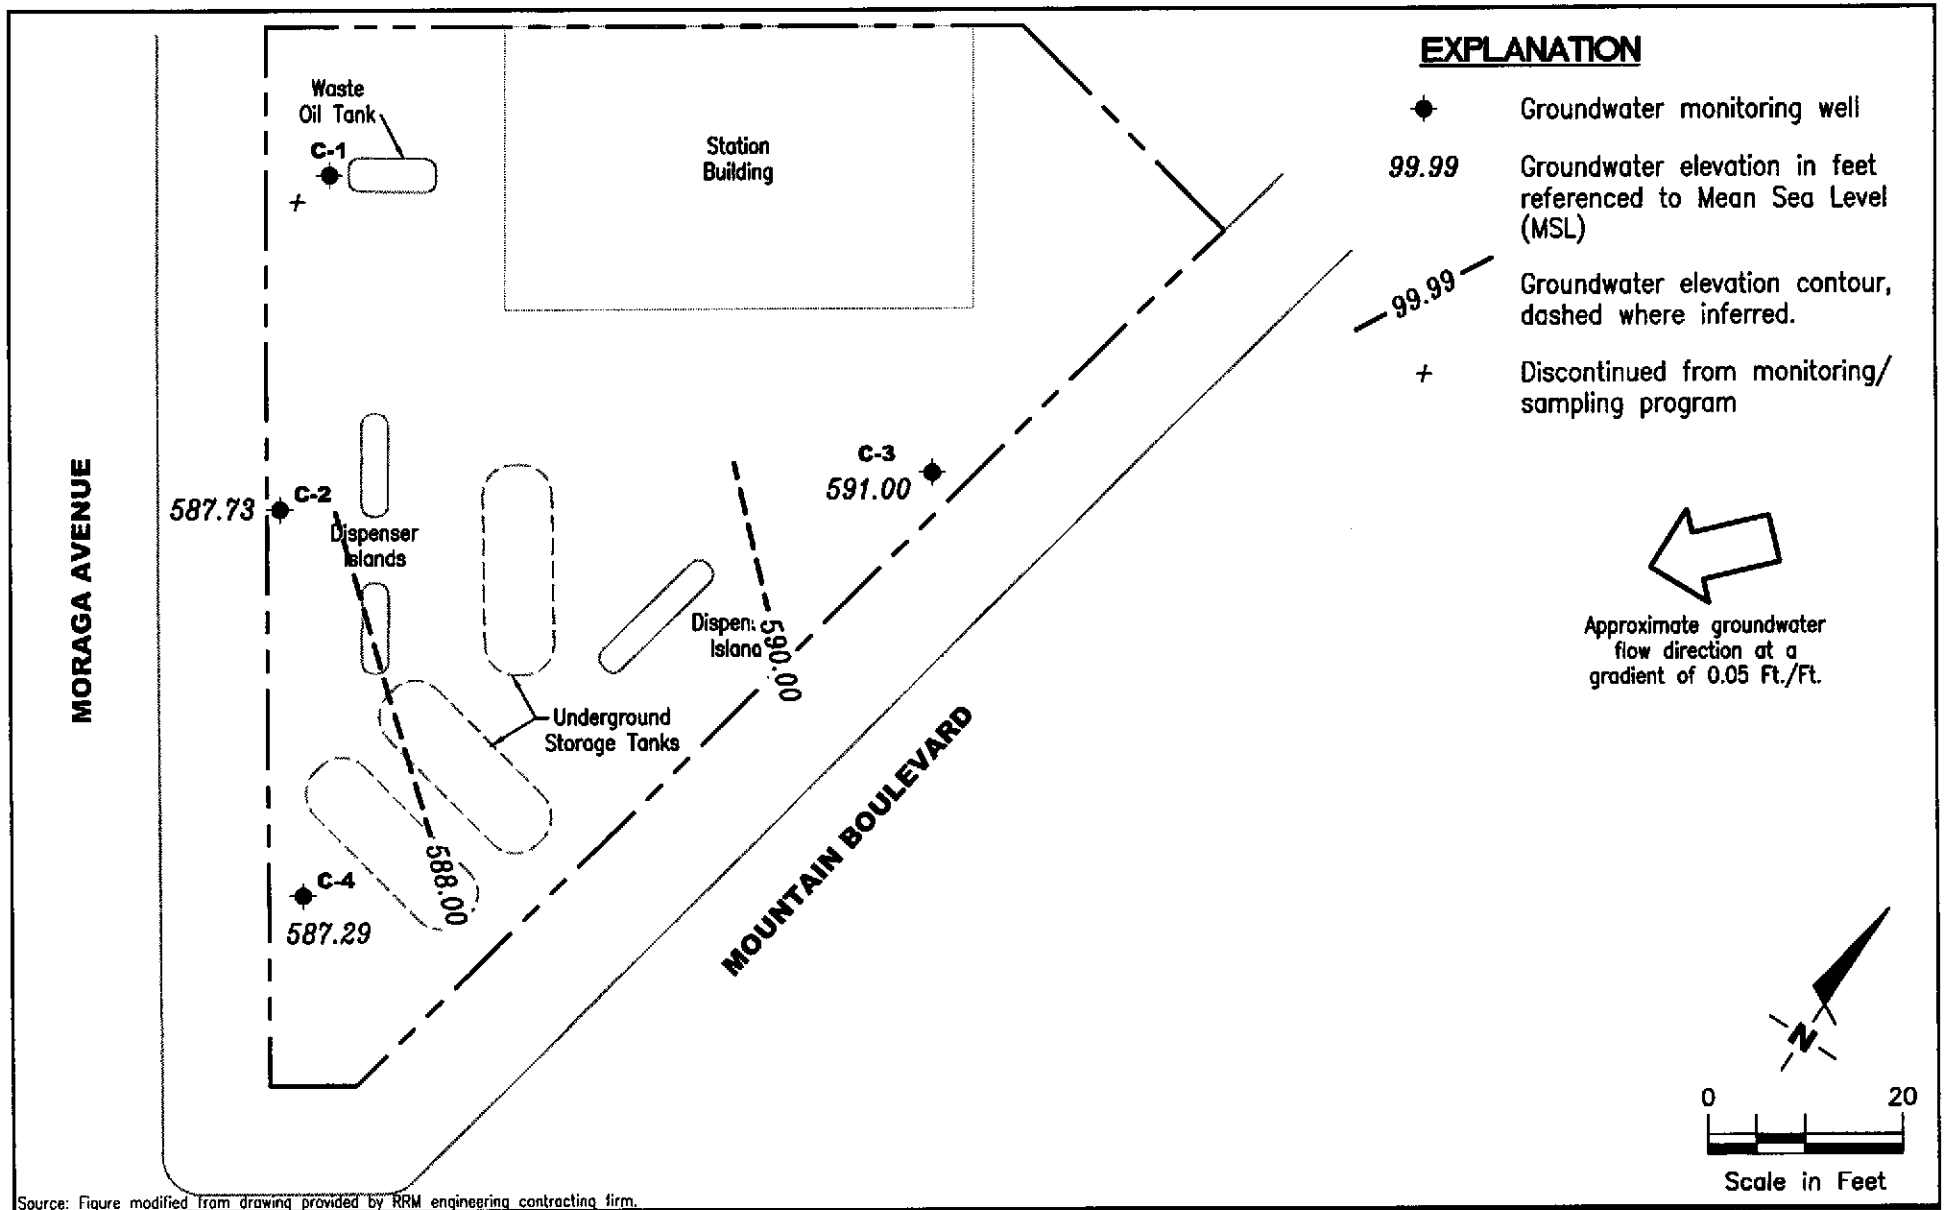 Waste
Oil Tank
C-1
+
Station
Building
MORAGA AVENUE
587.73
C-2
Dispenser
Islands
C-3
591.00
Dispen
Island
590.00
Underground
Storage Tanks
588.00
C-4
587.29
MOUNTAIN BOULEVARD
EXPLANATION
Groundwater monitoring well
99.99
Groundwater elevation in feet
referenced to Mean Sea Level
(MSL)
99.99
Groundwater elevation contour,
dashed where inferred.
+
Discontinued from monitoring/
sampling program
Approximate groundwater
flow direction at a
gradient of 0.05 Ft./Ft.
N
0 20
Scale in Feet
Source: Figure modified from drawing provided by RRM engineering contracting firm.